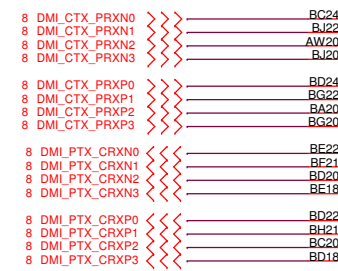 8 DMI_CTX_PRXN0 BC24
8 DMI_CTX_PRXN1 BJ22
8 DMI_CTX_PRXN2 AW20
8 DMI_CTX_PRXN3 BJ20
8 DMI_CTX_PRXP0 BD24
8 DMI_CTX_PRXP1 BG22
8 DMI_CTX_PRXP2 BA20
8 DMI_CTX_PRXP3 BG20
8 DMI_PTX_CRXN0 BE22
8 DMI_PTX_CRXN1 BF21
8 DMI_PTX_CRXN2 BD20
8 DMI_PTX_CRXN3 BE18
8 DMI_PTX_CRXP0 BD22
8 DMI_PTX_CRXP1 BH21
8 DMI_PTX_CRXP2 BC20
8 DMI_PTX_CRXP3 BD18